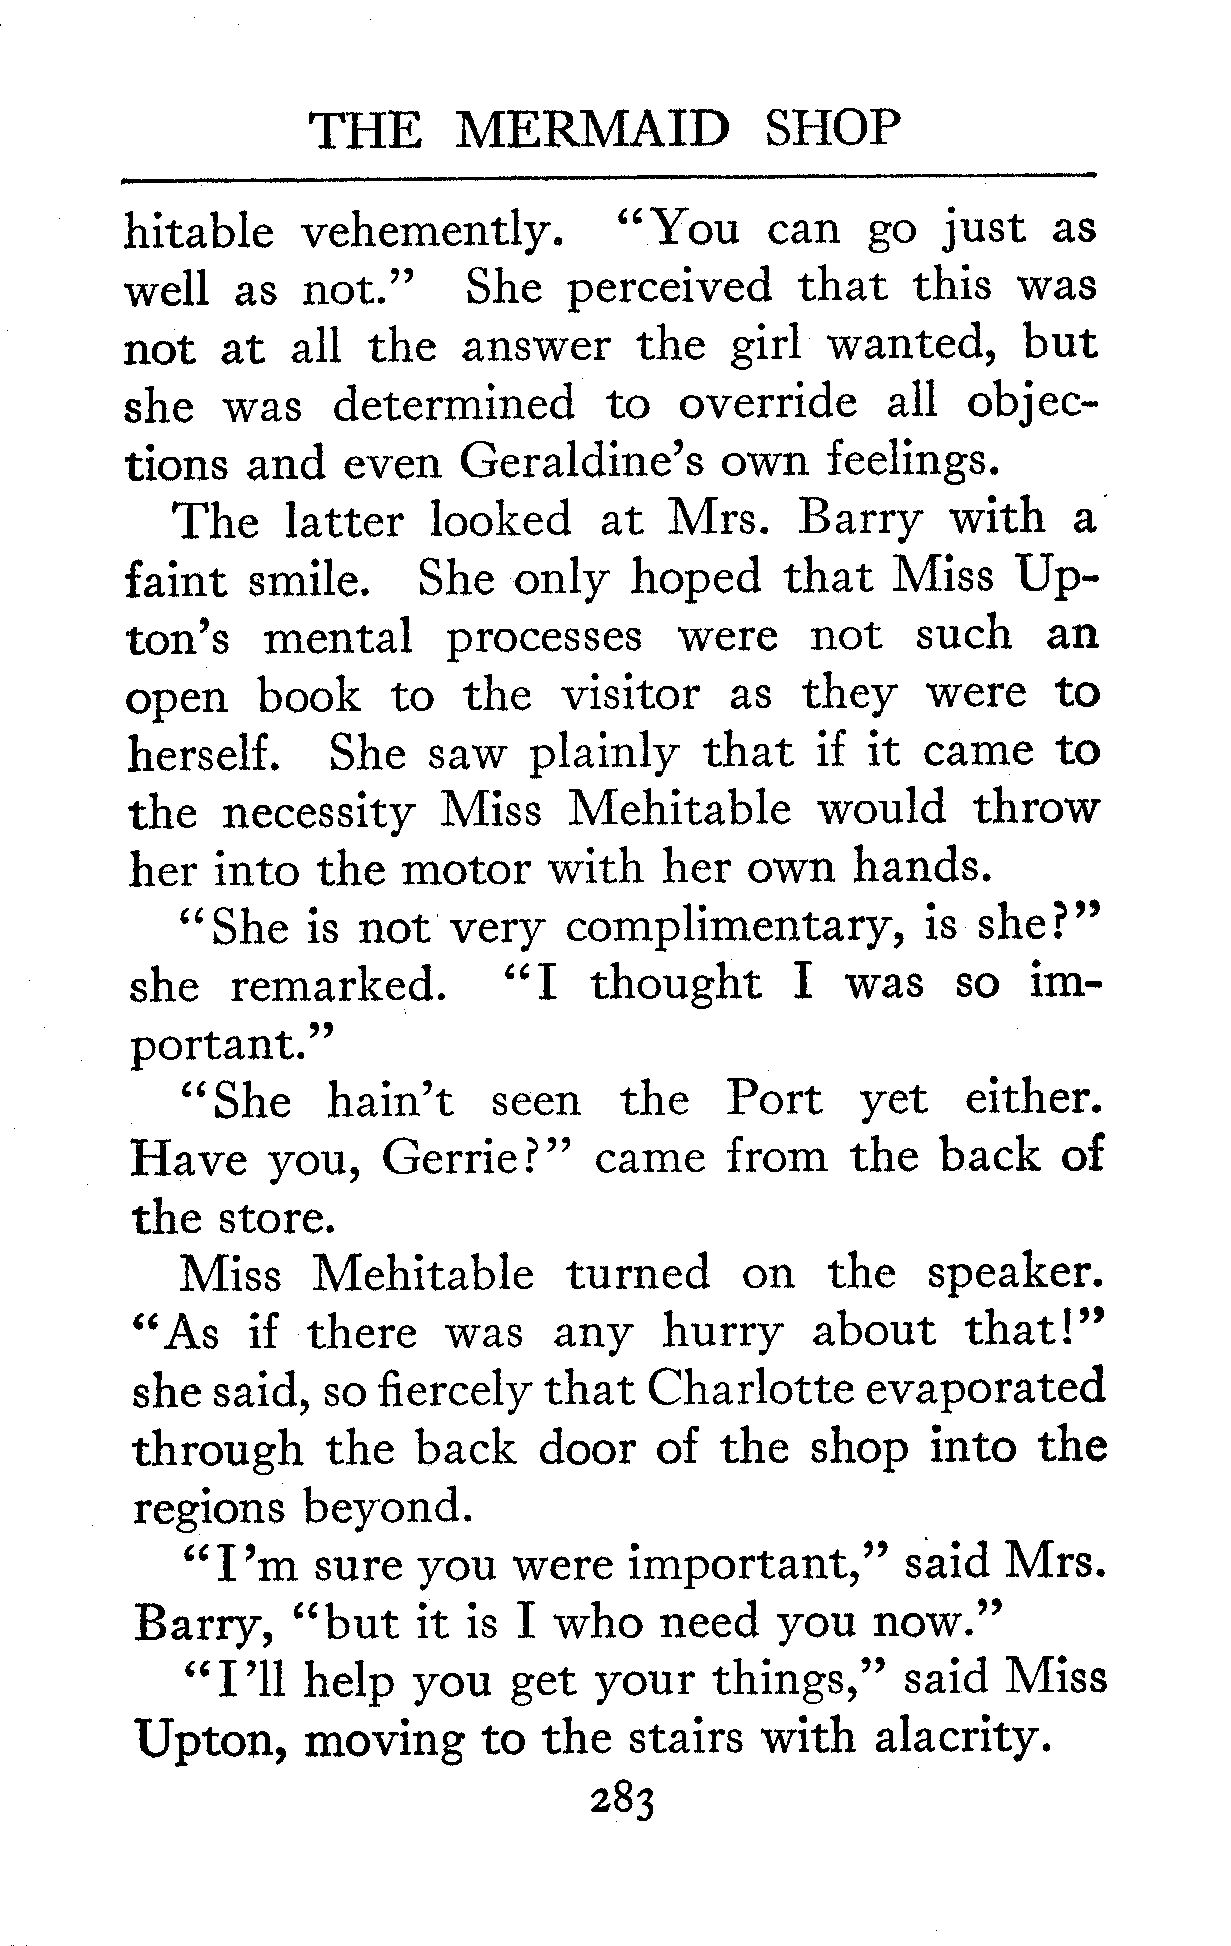 THE MERMAID SHOP
hitable vehemently. “You can go just as
well as not.” She perceived that this was
not at all the answer the girl wanted, but
she was determined to override all objec-
tions and even Geraldine’s own feelings.
The latter looked at Mrs. Barry with a
faint smile. She only hoped that Miss Up-
ton’s mental processes were not such an
open book to the visitor as they were to
herself. She saw plainly that if it came to
the necessity Miss Mehitable would throw
her into the motor with her own hands.
“She is not very complimentary, is she?”
she remarked. “I thought I was so im-
portant.”
“She hain’t seen the Port yet either.
Have you, Gerrie?” came from the back of
the store.
Miss Mehitable turned on the speaker.
“As if there was any hurry about that!”
she said, so fiercely that Charlotte evaporated
through the back door of the shop into the
regions beyond.
“I’m sure you were important,” said Mrs.
Barry, “but it is I who need you now.”
“I’ll help you get your things,” said Miss
Upton, moving to the stairs with alacrity.
283